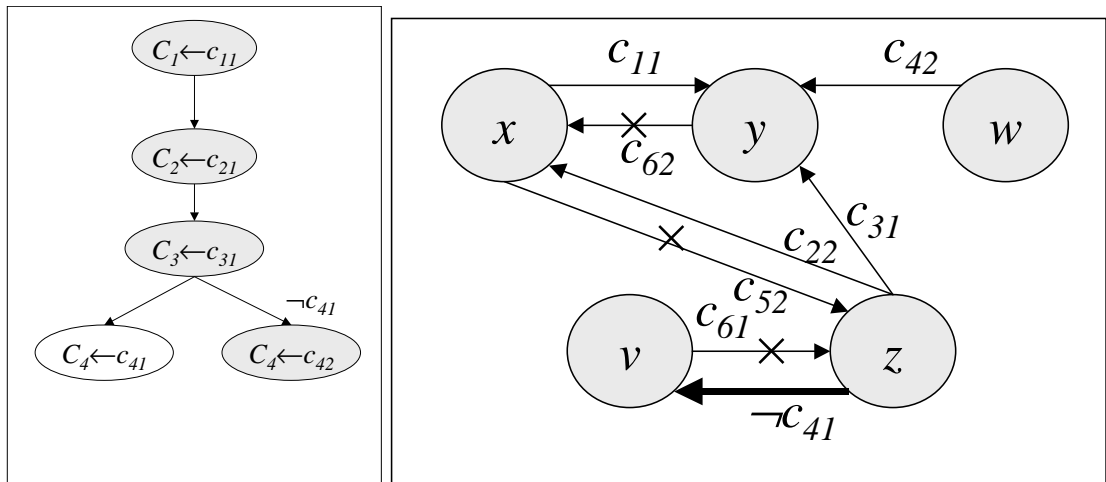 C₁←c₁₁
C₂←c₂₁
C₃←c₃₁
¬c₄₁
C₄←c₄₁
C₄←c₄₂
c₁₁
c₄₂
x
y
w
c₆₂
c₃₁
c₂₂
c₅₂
c₆₁
v
z
¬c₄₁